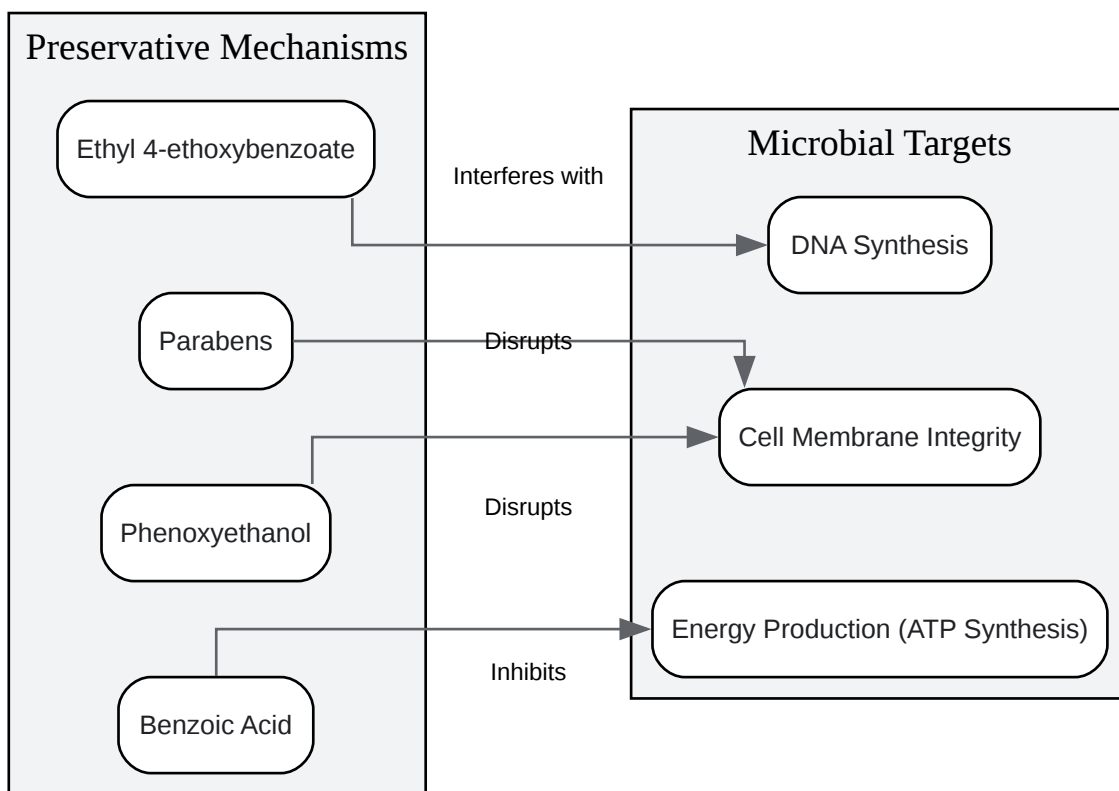 Preservative Mechanisms
Ethyl 4-ethoxybenzoate
Parabens
Phenoxyethanol
Benzoic Acid
Interferes with
Disrupts
Disrupts
Inhibits
Microbial Targets
DNA Synthesis
Cell Membrane Integrity
Energy Production (ATP Synthesis)